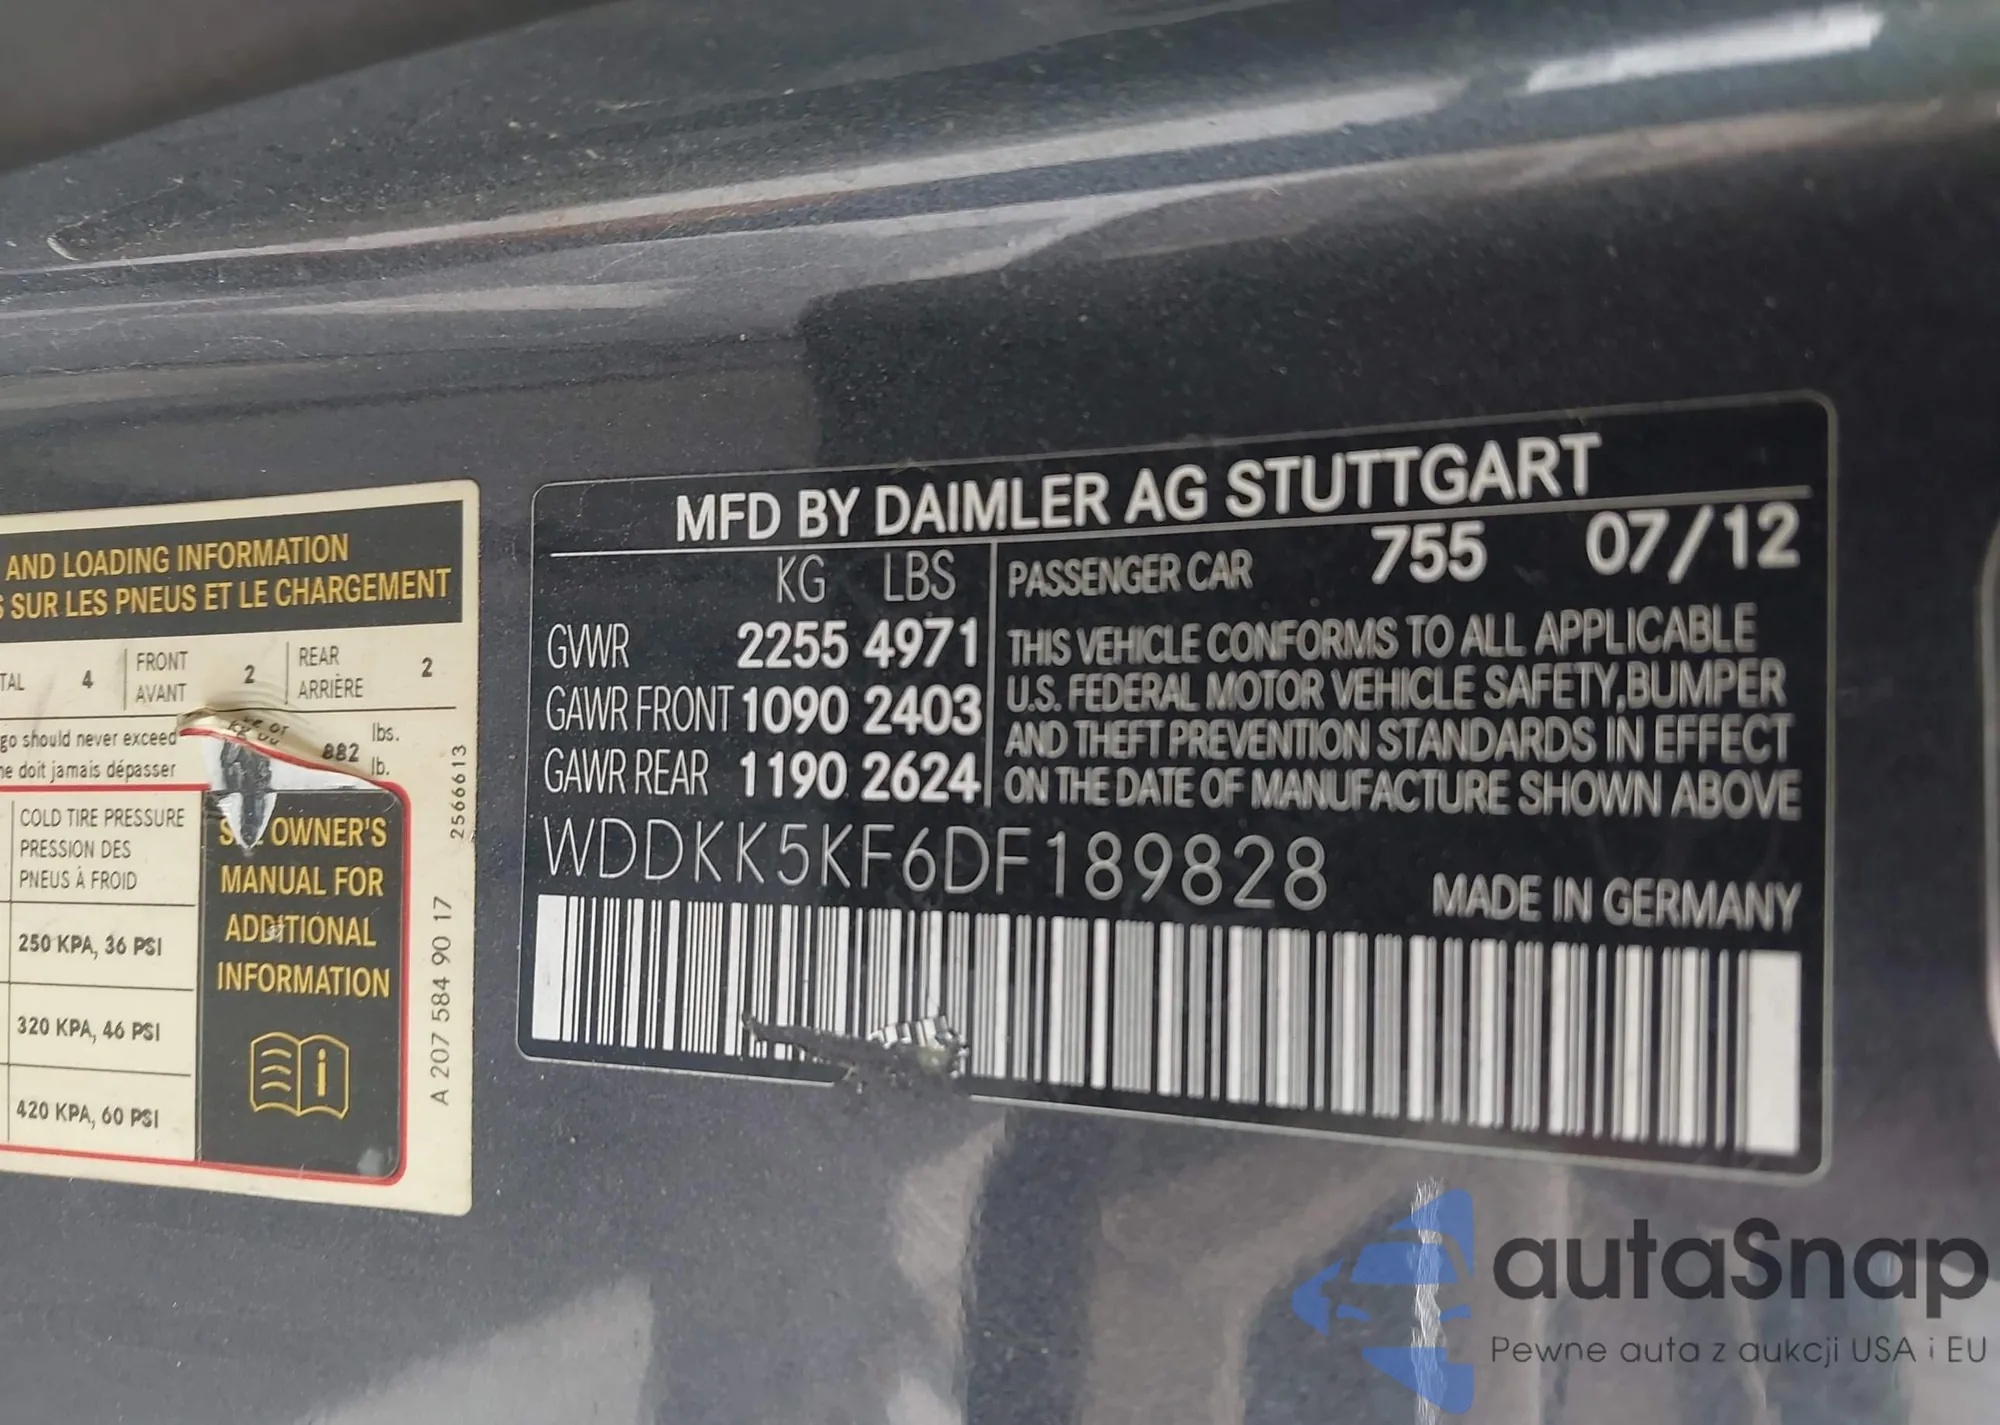 AND LOADING INFORMATION
SUR LES PNEUS ET LE CHARGEMENT
TAL 4 FRONT AVANT 2 REAR ARRIÈRE 2
go should never exceed
ne doit jamais dépasser
882 lbs. lb.
COLD TIRE PRESSURE
PRESSION DES
PNEUS À FROID
250 KPA, 36 PSI
320 KPA, 46 PSI
420 KPA, 60 PSI
OWNER'S
MANUAL FOR
ADDITIONAL
INFORMATION
2566613
A 207 584 90 17
MFD BY DAIMLER AG STUTTGART
KG LBS
GVWR 2255 4971
GAWR FRONT 1090 2403
GAWR REAR 1190 2624
PASSENGER CAR 755 07/12
THIS VEHICLE CONFORMS TO ALL APPLICABLE
U.S. FEDERAL MOTOR VEHICLE SAFETY,BUMPER
AND THEFT PREVENTION STANDARDS IN EFFECT
ON THE DATE OF MANUFACTURE SHOWN ABOVE
WDDKK5KF6DF189828
MADE IN GERMANY
autaSnap
Pewne auta z aukcji USA i EU